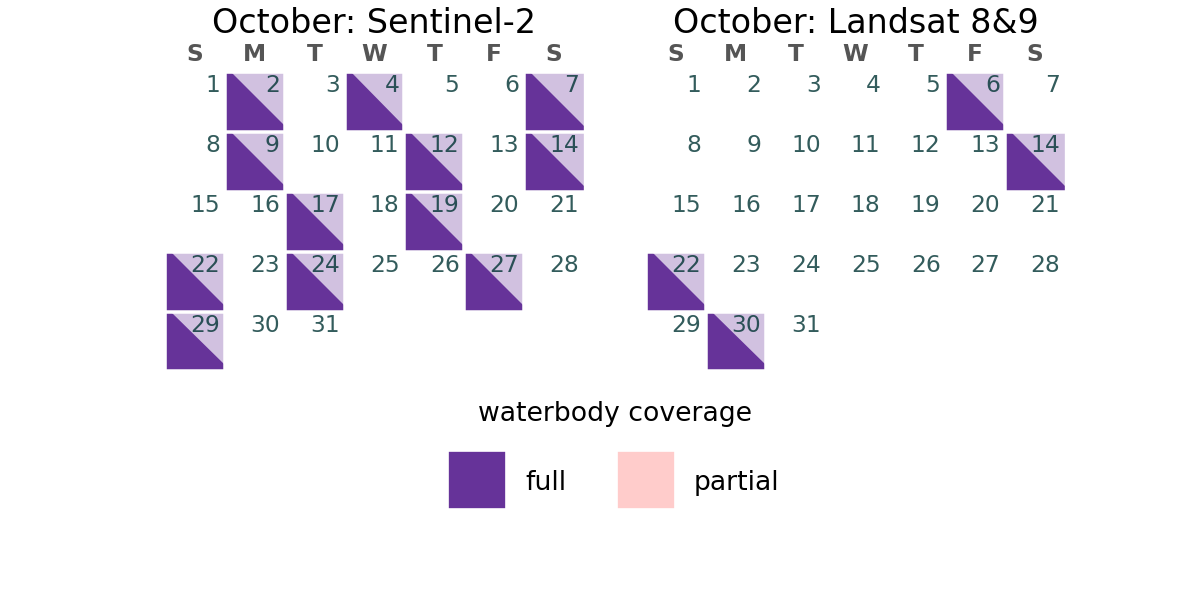 October: Sentinel-2
S M T W T F S
1 2 3 4 5 6 7
8 9 10 11 12 13 14
15 16 17 18 19 20 21
22 23 24 25 26 27 28
29 30 31
October: Landsat 8&9
S M T W T F S
1 2 3 4 5 6 7
8 9 10 11 12 13 14
15 16 17 18 19 20 21
22 23 24 25 26 27 28
29 30 31
waterbody coverage
full partial